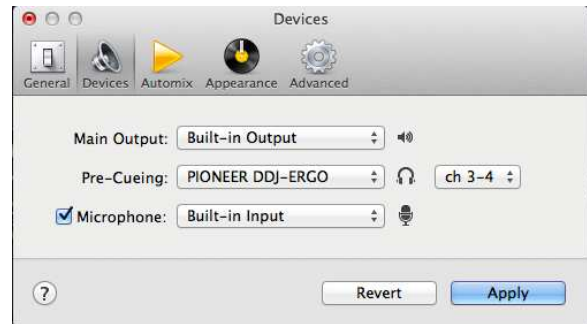 Devices
General Devices Automix Appearance Advanced
Main Output: Built-in Output
Pre-Cueing: PIONEER DDJ-ERGO ch 3-4
Microphone: Built-in Input
? Revert Apply